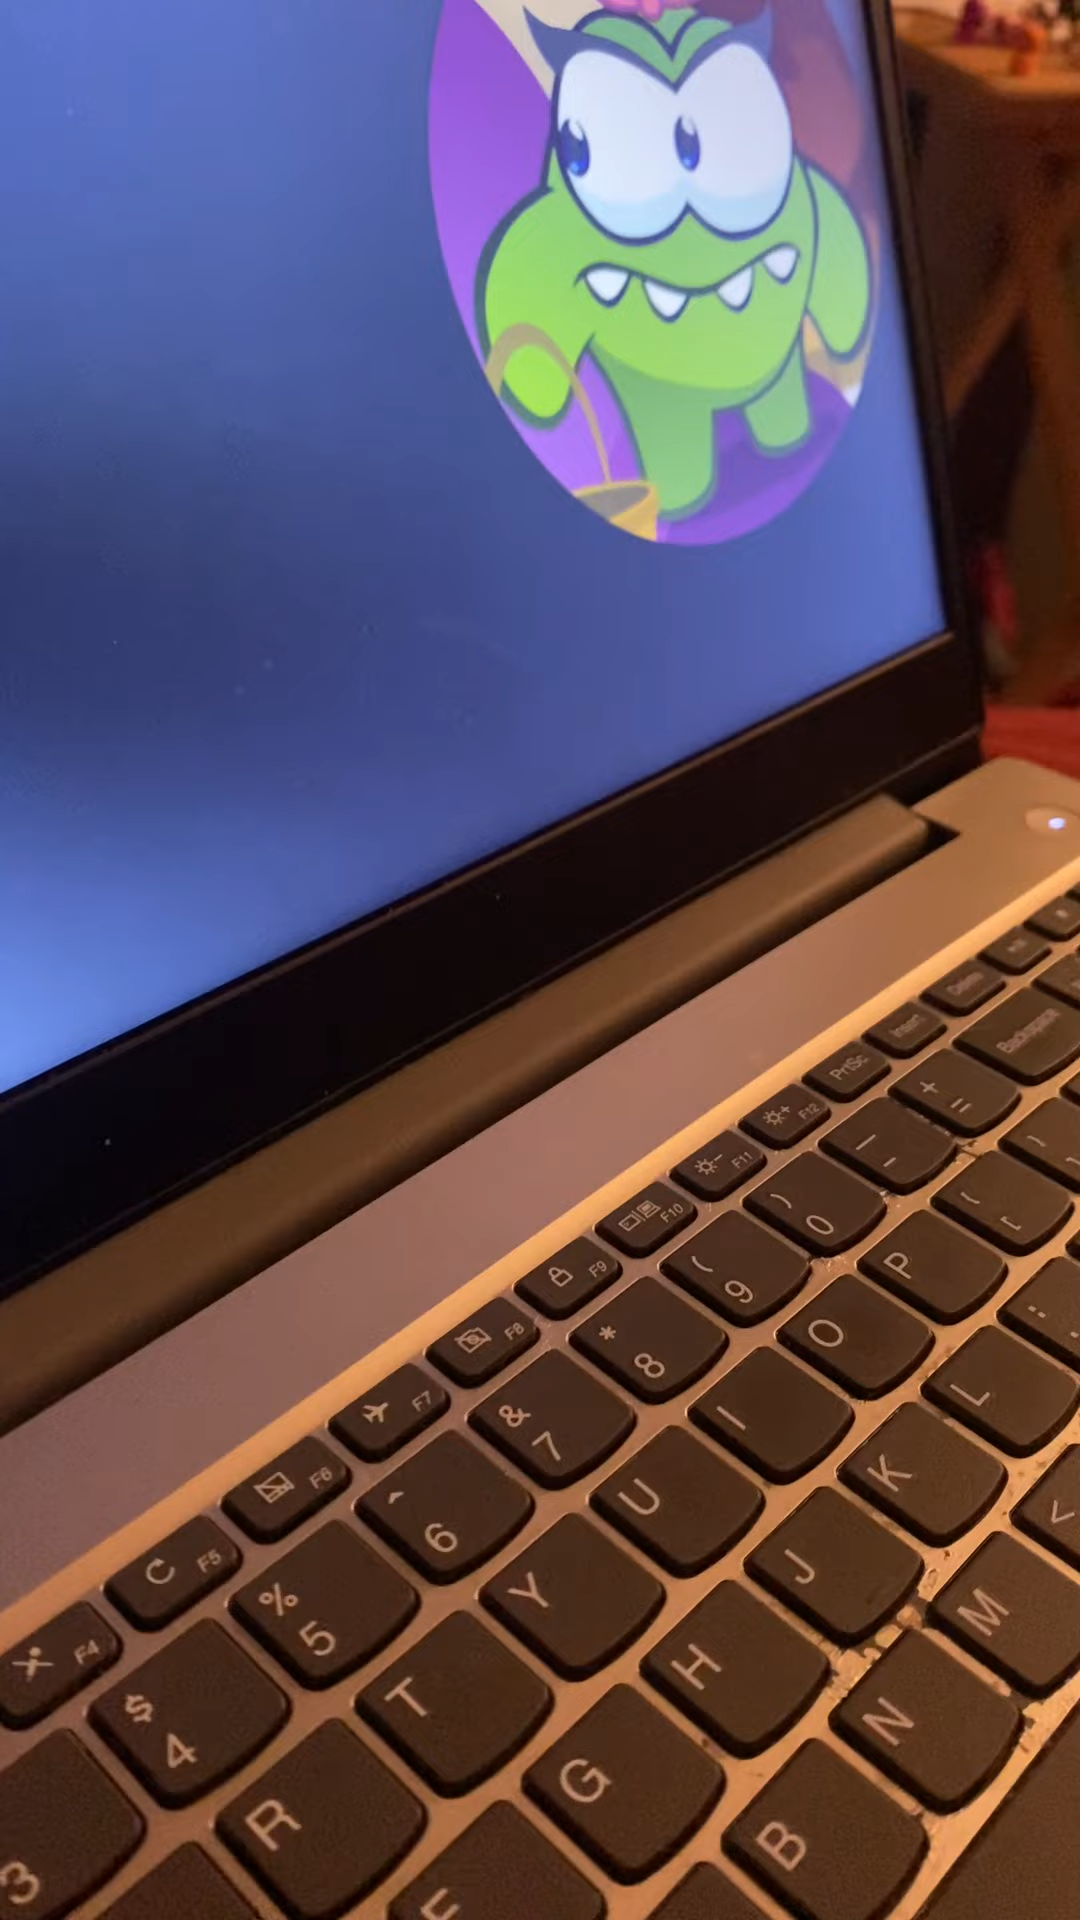 F4 F5 F6 F7 F8 F9 F10 F11 F12 PrtSc Insert Delete
3 $ 4 % 5 ^ 6 & 7 * 8 ( 9 ) 0 — - + = Backspace
R T Y U I O P [
G H J K L
B N M <